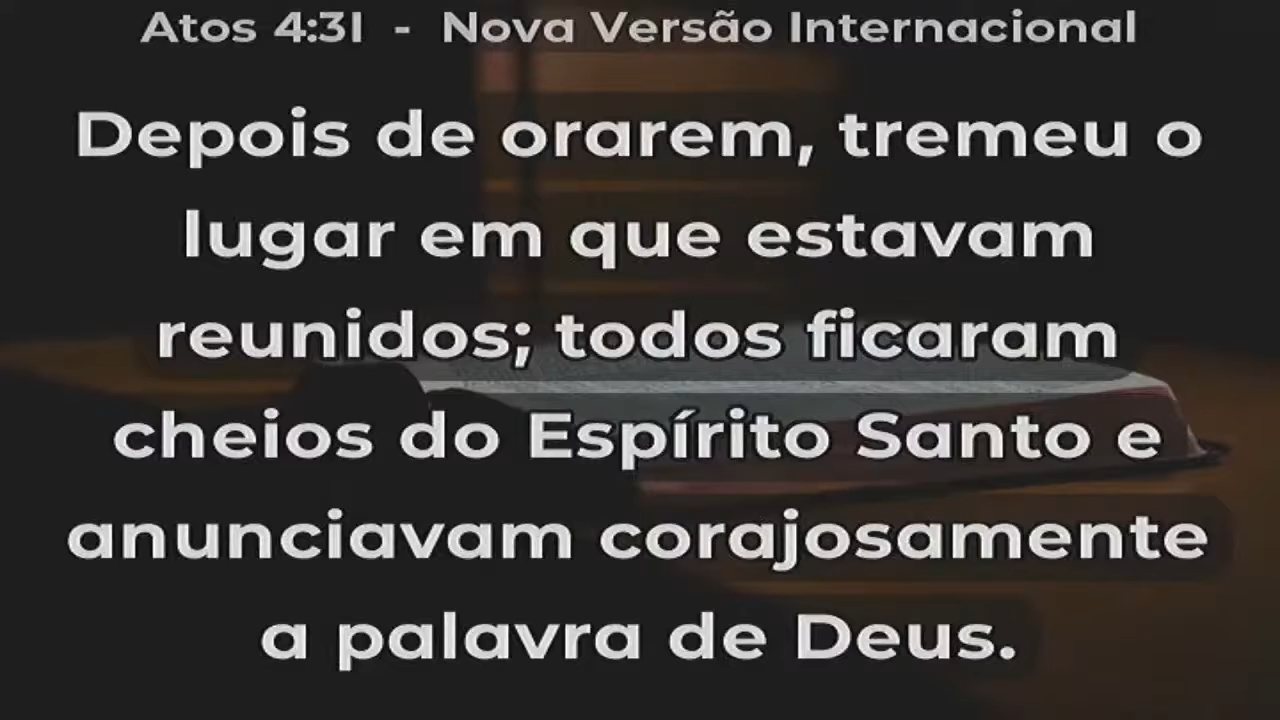 Atos 4:31 - Nova Versão Internacional
Depois de orarem, tremeu o
lugar em que estavam
reunidos; todos ficaram
cheios do Espírito Santo e
anunciavam corajosamente
a palavra de Deus.